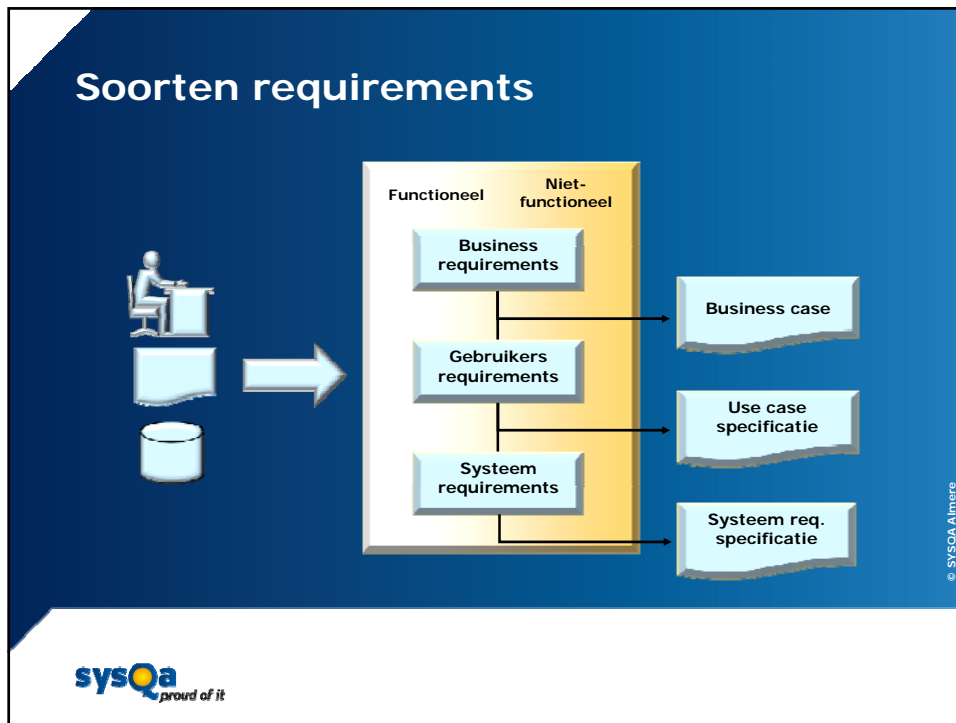 Soorten requirements
Functioneel
Niet-
functioneel
Business
requirements
Gebruikers
requirements
Systeem
requirements
Business case
Use case
specificatie
Systeem req.
specificatie
© SYSQA Almere
sysQa
proud of it